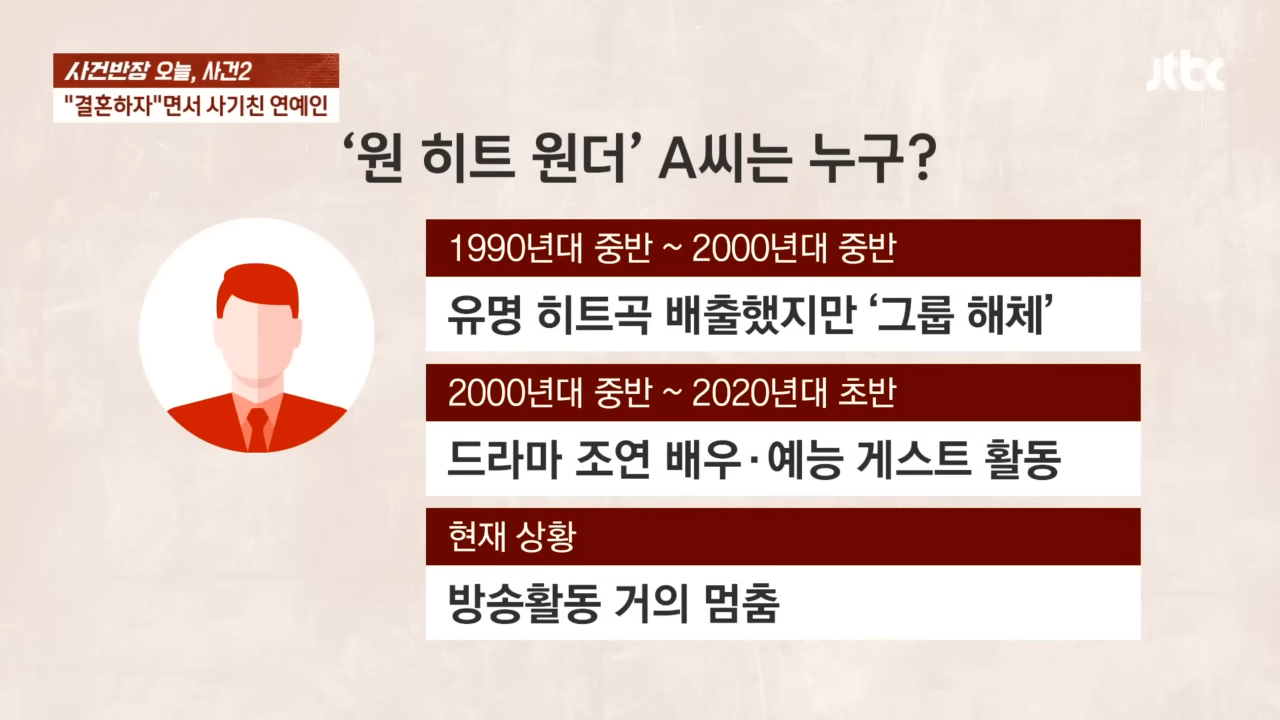 사건반장 오늘, 사건2
"결혼하자"면서 사기친 연예인
jtbc
‘원 히트 원더’ A씨는 누구?
1990년대 중반 ~ 2000년대 중반
유명 히트곡 배출했지만 ‘그룹 해체’
2000년대 중반 ~ 2020년대 초반
드라마 조연 배우·예능 게스트 활동
현재 상황
방송활동 거의 멈춤